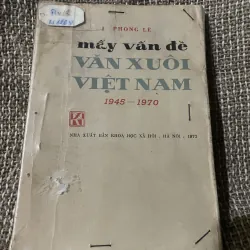 PHONG LÊ
mấy vấn đề
VĂN XUÔI
VIỆT NAM
1945 - 1970
NHÀ XUẤT BẢN KHOA HỌC XÃ HỘI - HÀ NỘI - 1972